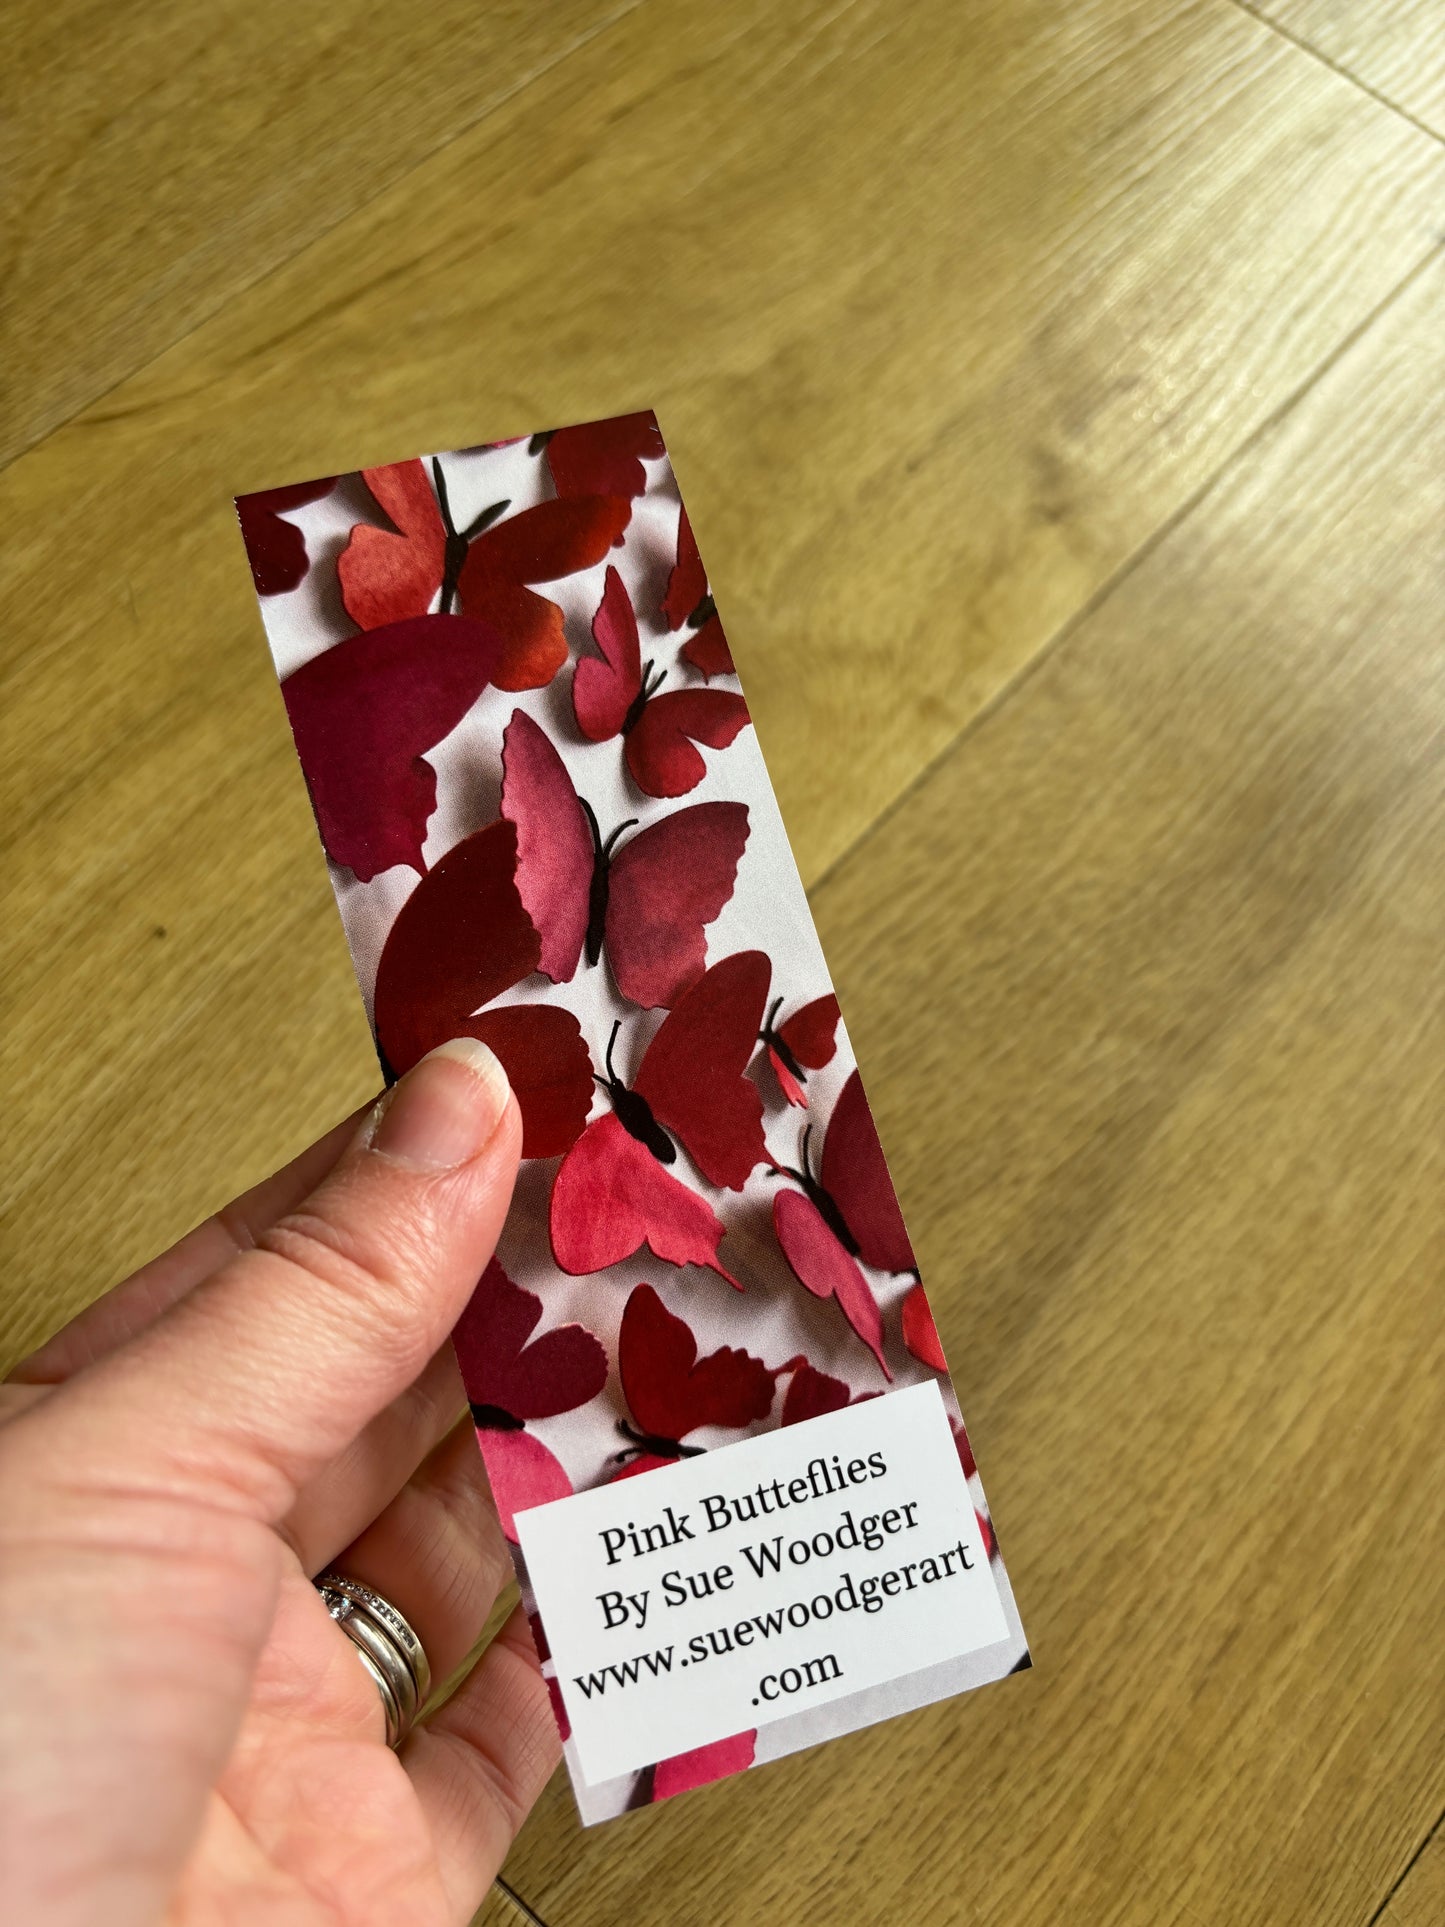 Pink Butteflies
By Sue Woodger
www.suewoodgerart
.com